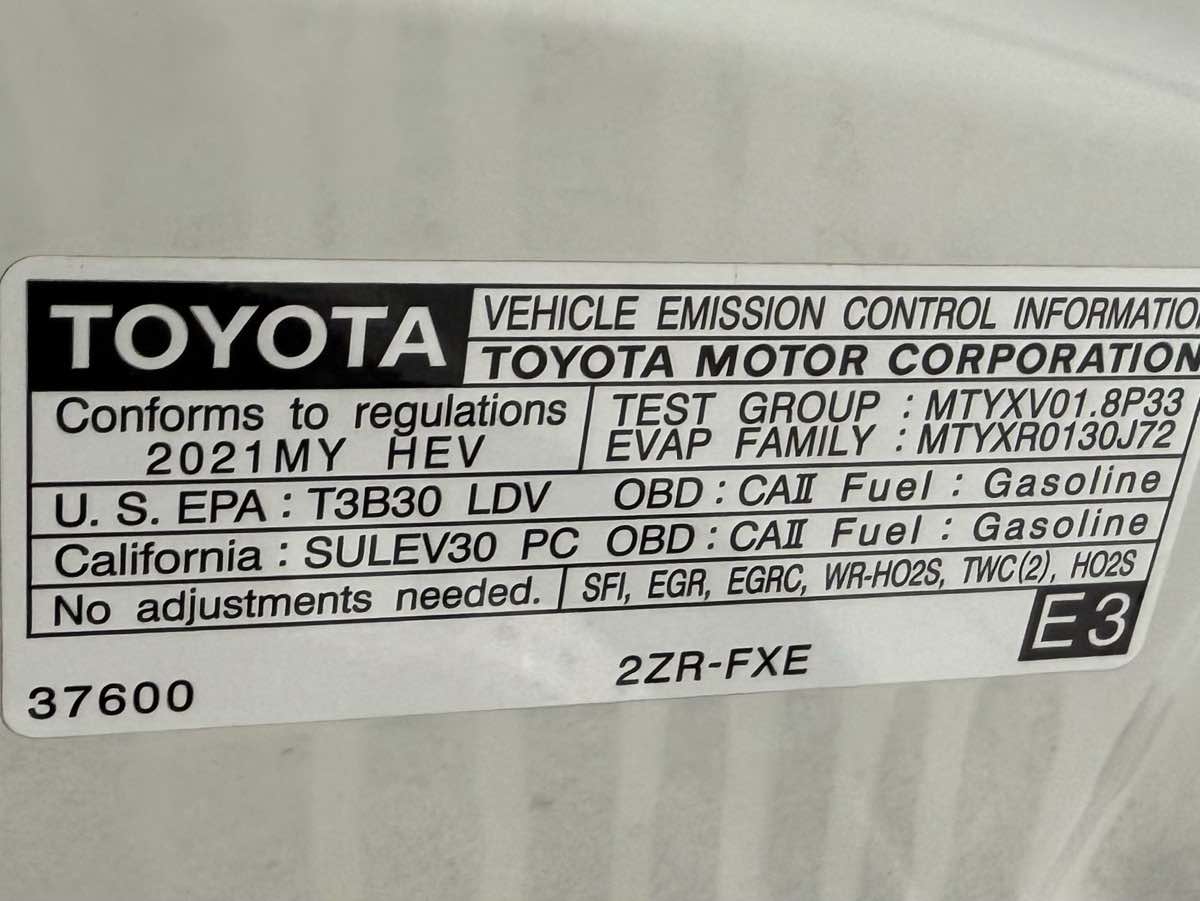 TOYOTA VEHICLE EMISSION CONTROL INFORMATIO
TOYOTA MOTOR CORPORATION
Conforms to regulations
2021MY HEV
TEST GROUP : MTYXV01.8P33
EVAP FAMILY : MTYXR0130J72
U. S. EPA : T3B30 LDV OBD : CAII Fuel : Gasoline
California : SULEV30 PC OBD : CAII Fuel : Gasoline
No adjustments needed. SFI, EGR, EGRC, WR-HO2S, TWC(2), HO2S
E3
2ZR-FXE
37600